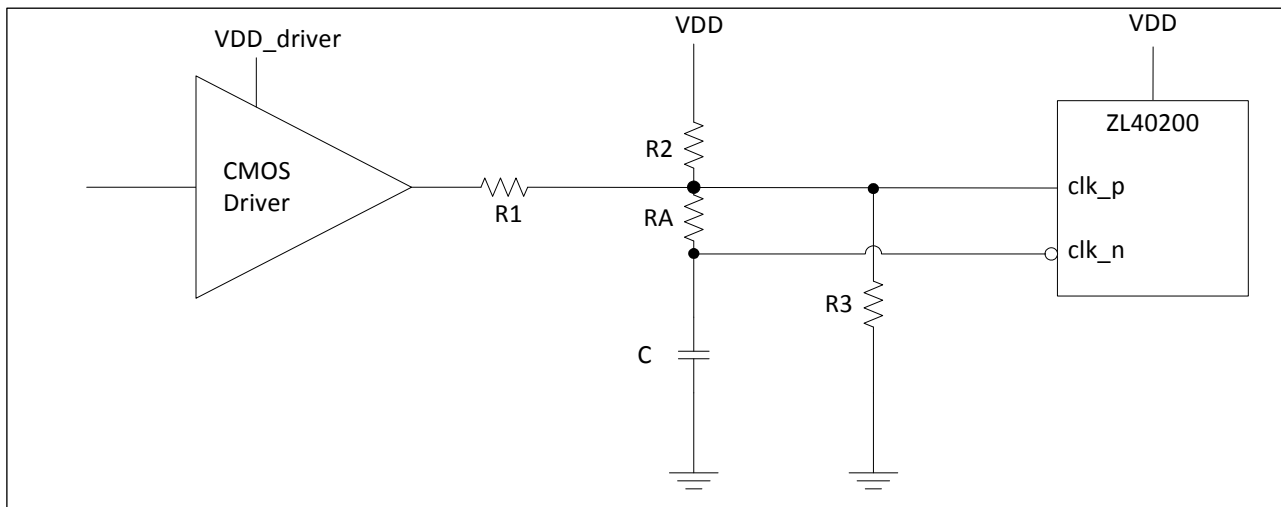 VDD_driver
VDD
VDD
ZL40200
R2
CMOS
Driver
clk_p
R1
RA
clk_n
R3
C